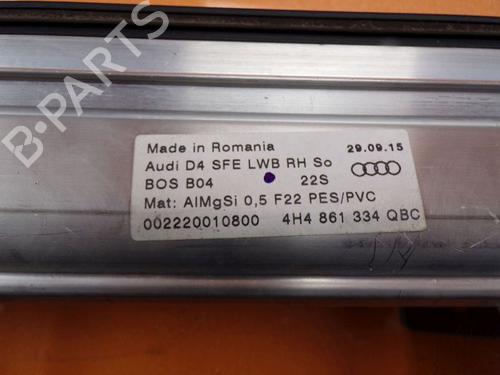 B-PARTS
Made in Romania 29.09.15
Audi D4 SFE LWB RH So
BOS B04 22S
Mat: AlMgSi 0,5 F22 PES/PVC
002220010800 4H4 861 334 QBC